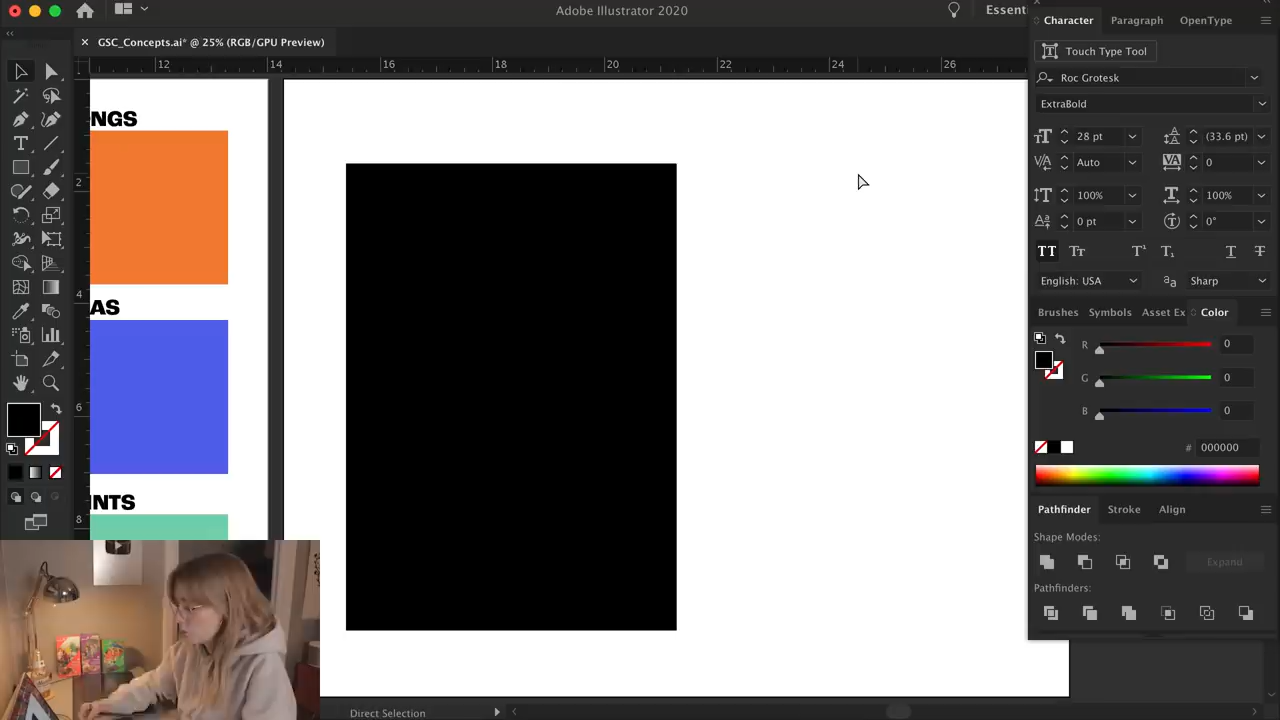 Adobe Illustrator 2020
Essenti
GSC_Concepts.ai* @ 25% (RGB/GPU Preview)
12 14 16 18 20 22 24 26
2
4
6
8
NGS
AS
NTS
Character Paragraph OpenType
Touch Type Tool
Roc Grotesk
ExtraBold
28 pt (33.6 pt)
Auto 0
100% 100%
0 pt 0°
TT Tr T¹ T₁ T T
English: USA aa Sharp
Brushes Symbols Asset Ex Color
R 0
G 0
B 0
# 000000
Pathfinder Stroke Align
Shape Modes:
Expand
Pathfinders:
Direct Selection